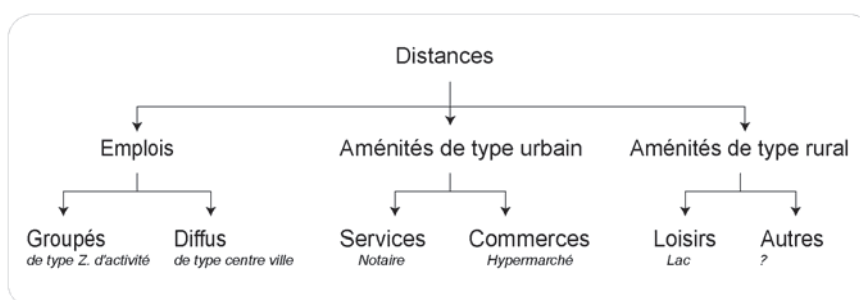 Distances
Emplois
Aménités de type urbain
Aménités de type rural
Groupés
Diffus
Services
Commerces
Loisirs
Autres
de type Z. d'activité
de type centre ville
Notaire
Hypermarché
Lac
?